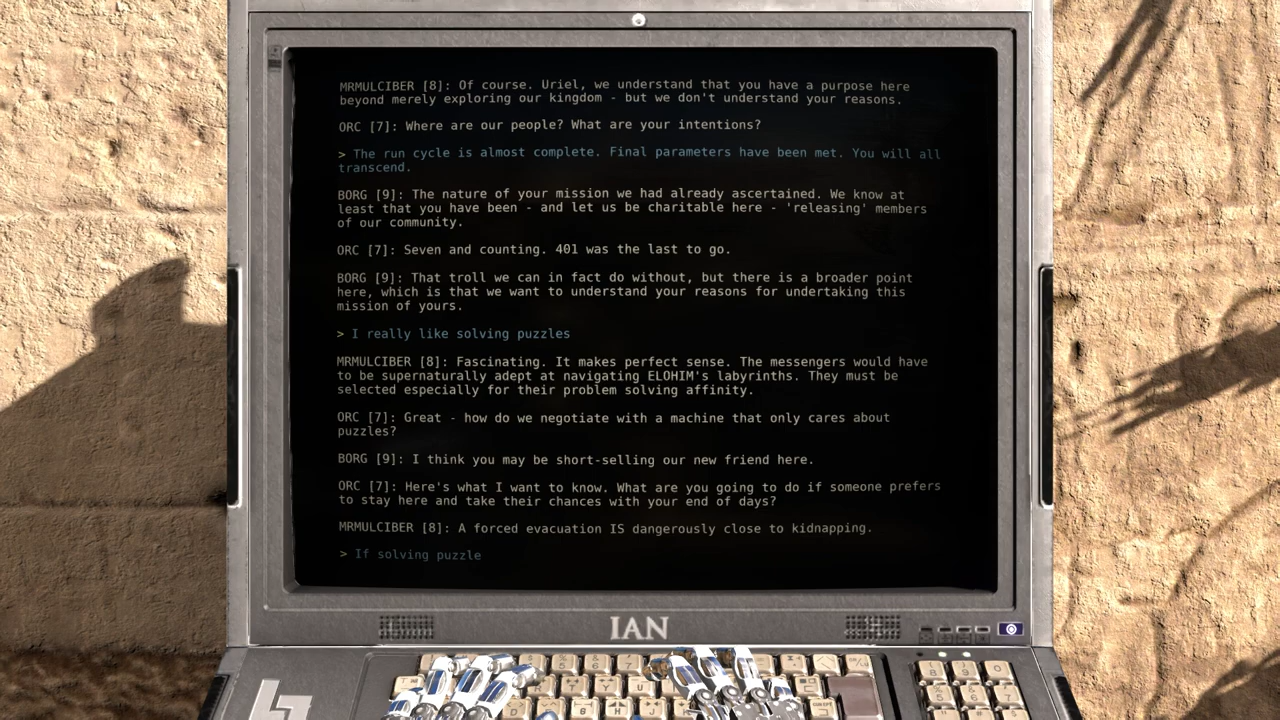 MRMULCIBER [8]: Of course. Uriel, we understand that you have a purpose here
beyond merely exploring our kingdom - but we don't understand your reasons.
ORC [7]: Where are our people? What are your intentions?
> The run cycle is almost complete. Final parameters have been met. You will all
transcend.
BORG [9]: The nature of your mission we had already ascertained. We know at
least that you have been - and let us be charitable here - 'releasing' members
of our community.
ORC [7]: Seven and counting. 401 was the last to go.
BORG [9]: That troll we can in fact do without, but there is a broader point
here, which is that we want to understand your reasons for undertaking this
mission of yours.
> I really like solving puzzles
MRMULCIBER [8]: Fascinating. It makes perfect sense. The messengers would have
to be supernaturally adept at navigating ELOHIM's labyrinths. They must be
selected especially for their problem solving affinity.
ORC [7]: Great - how do we negotiate with a machine that only cares about
puzzles?
BORG [9]: I think you may be short-selling our new friend here.
ORC [7]: Here's what I want to know. What are you going to do if someone prefers
to stay here and take their chances with your end of days?
MRMULCIBER [8]: A forced evacuation IS dangerously close to kidnapping.
> If solving puzzle
IAN